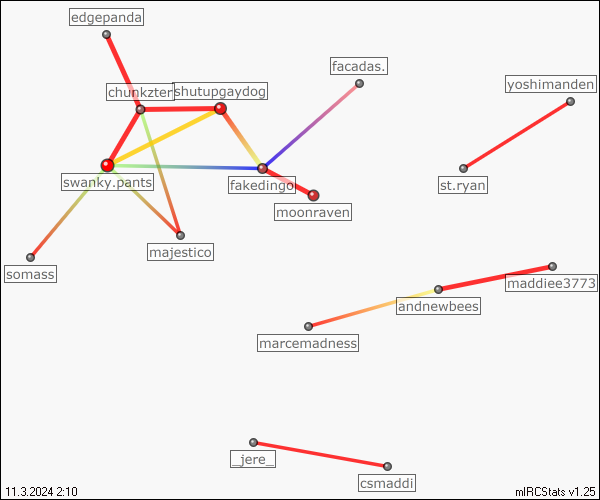 edgepanda
facadas.
yoshimanden
chunkzter
shutupgaydog
swanky.pants
fakedingo
st.ryan
moonraven
majestico
somass
maddiee3773
andnewbees
marcemadness
_jere_
csmaddi
11.3.2024 2:10
mIRCStats v1.25